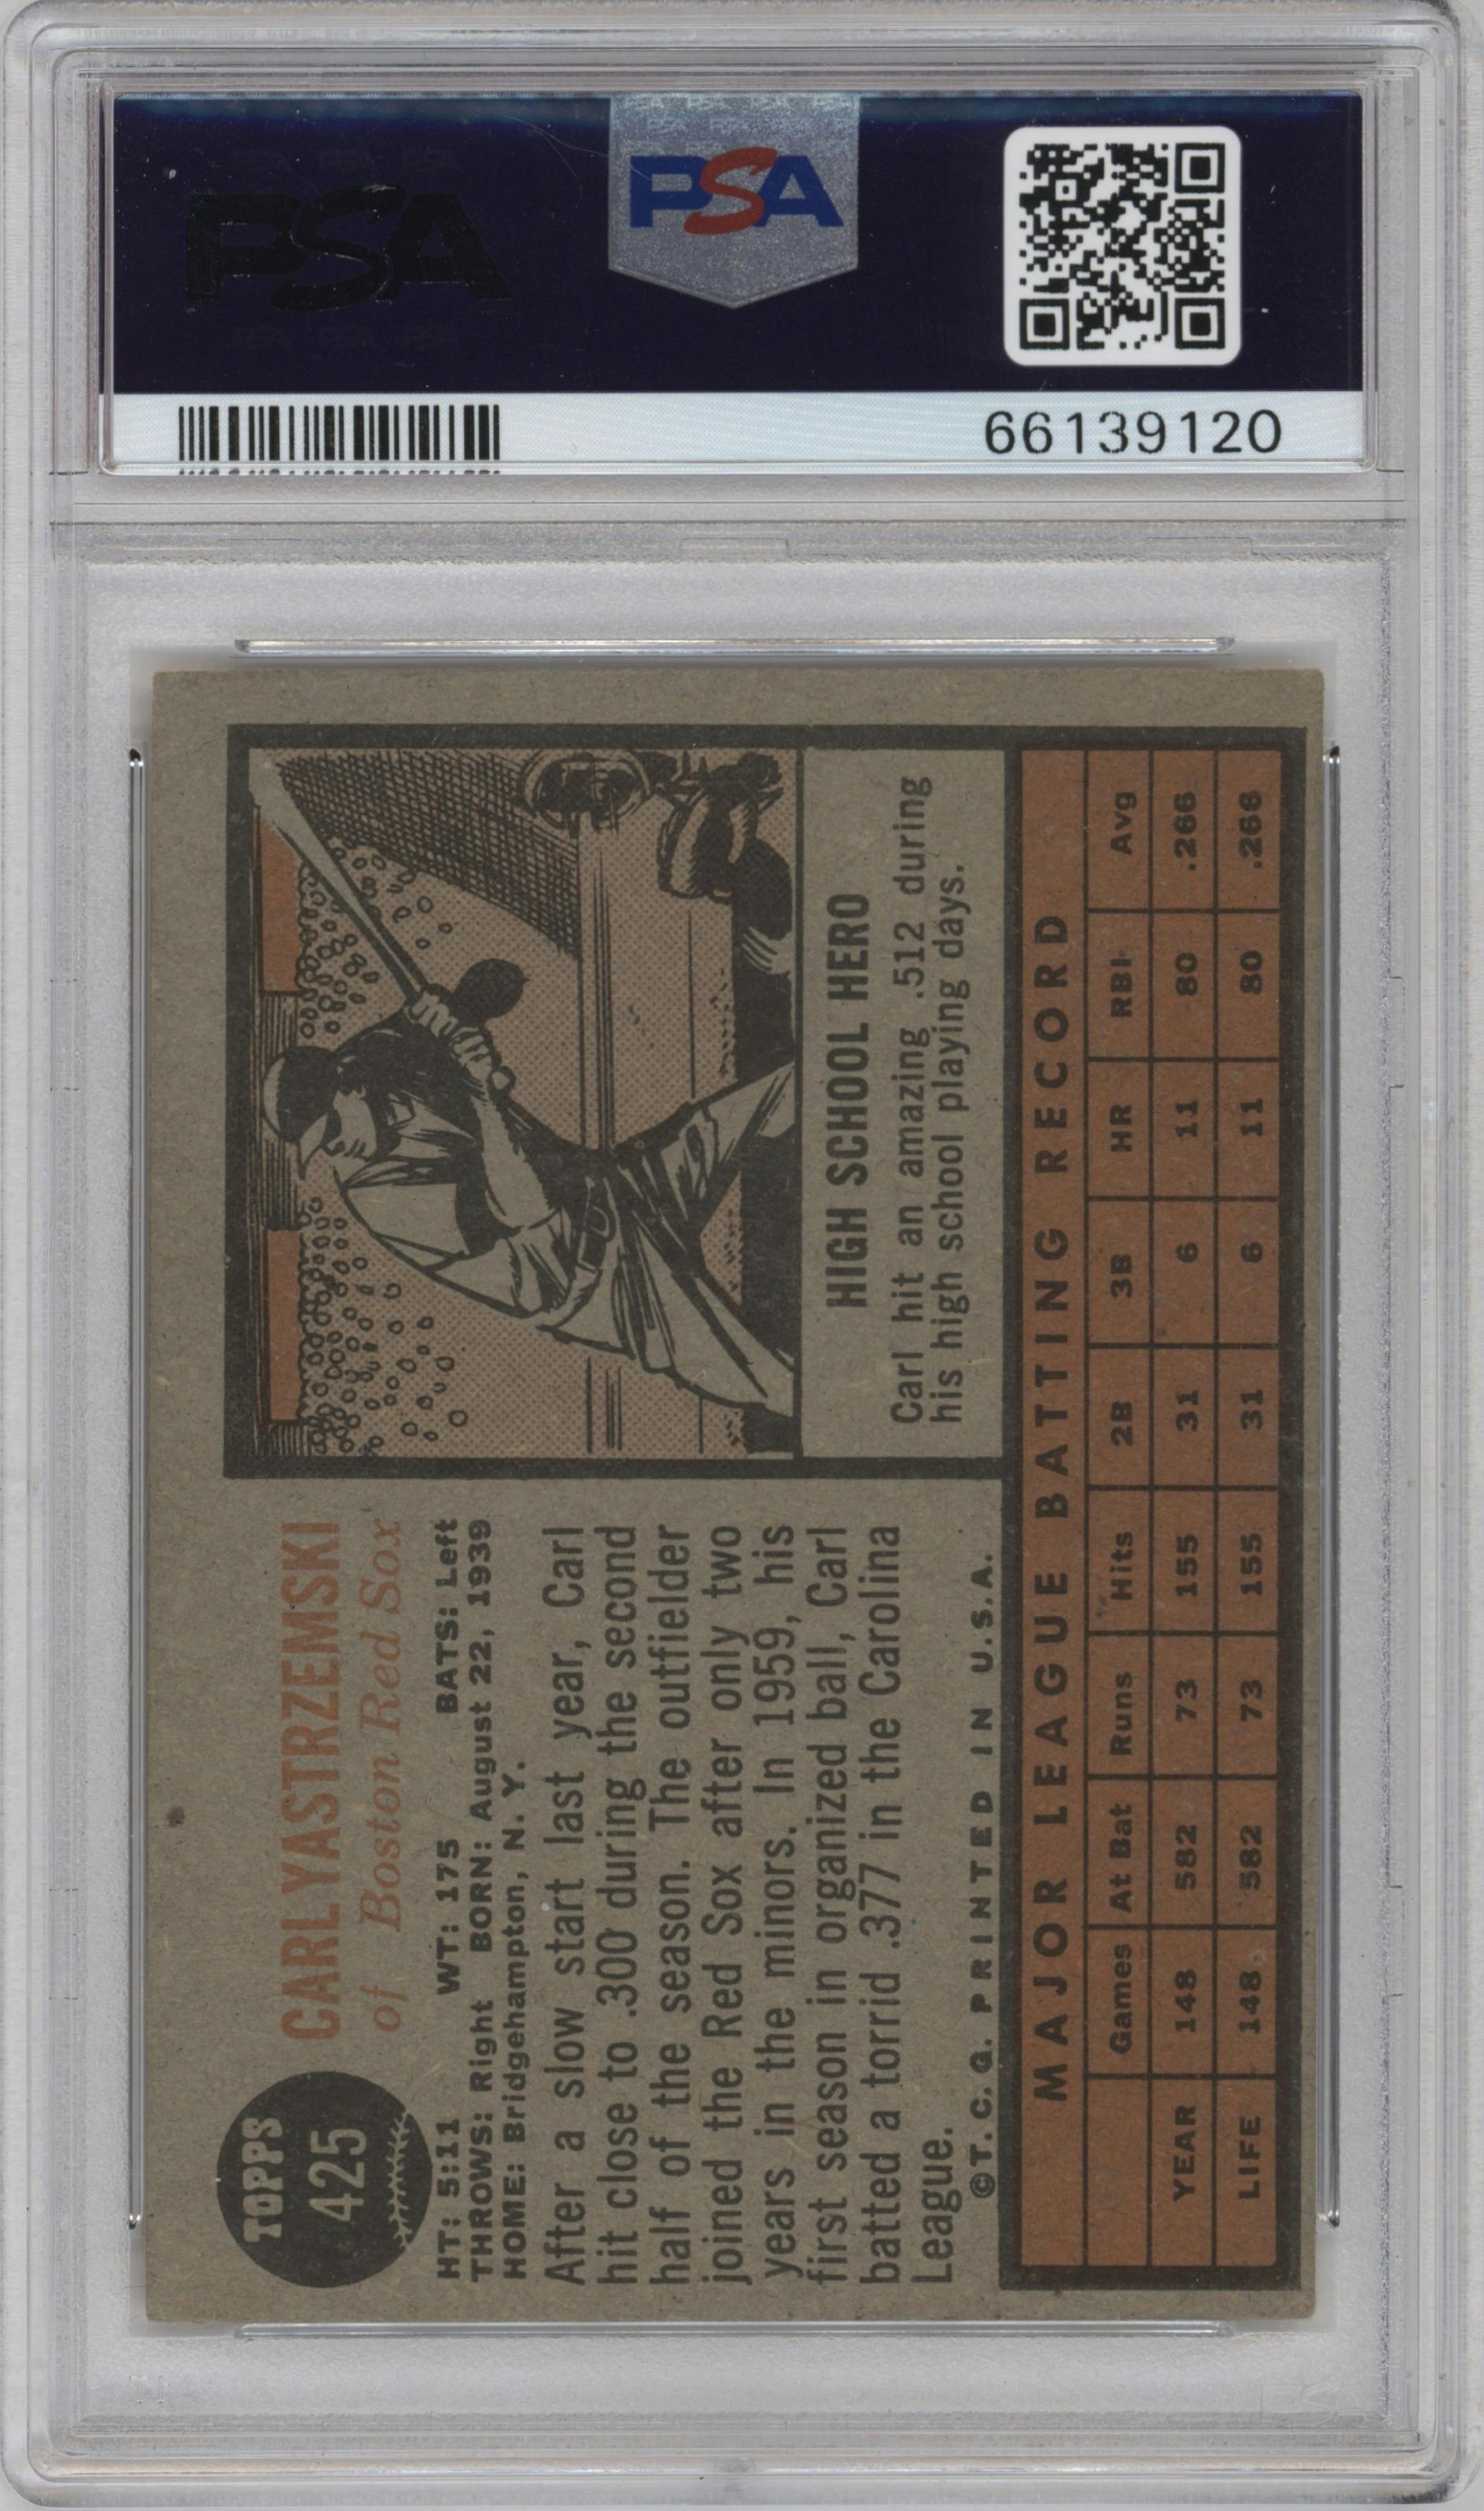 PSA
PSA
66139120
TOPPS
425
CARL YASTRZEMSKI
of Boston Red Sox
HT: 5:11 WT: 175 BATS: Left
THROWS: Right BORN: August 22, 1939
HOME: Bridgehampton, N. Y.
After a slow start last year, Carl
hit close to .300 during the second
half of the season. The outfielder
joined the Red Sox after only two
years in the minors. In 1959, his
first season in organized ball, Carl
batted a torrid .377 in the Carolina
League.
©T. C. G. PRINTED IN U.S.A.
HIGH SCHOOL HERO
Carl hit an amazing .512 during
his high school playing days.
MAJOR LEAGUE BATTING RECORD
Games At Bat Runs Hits 2B 3B HR RBI Avg
YEAR 148 582 73 155 31 6 11 80 .266
LIFE 148 582 73 155 31 6 11 80 .266